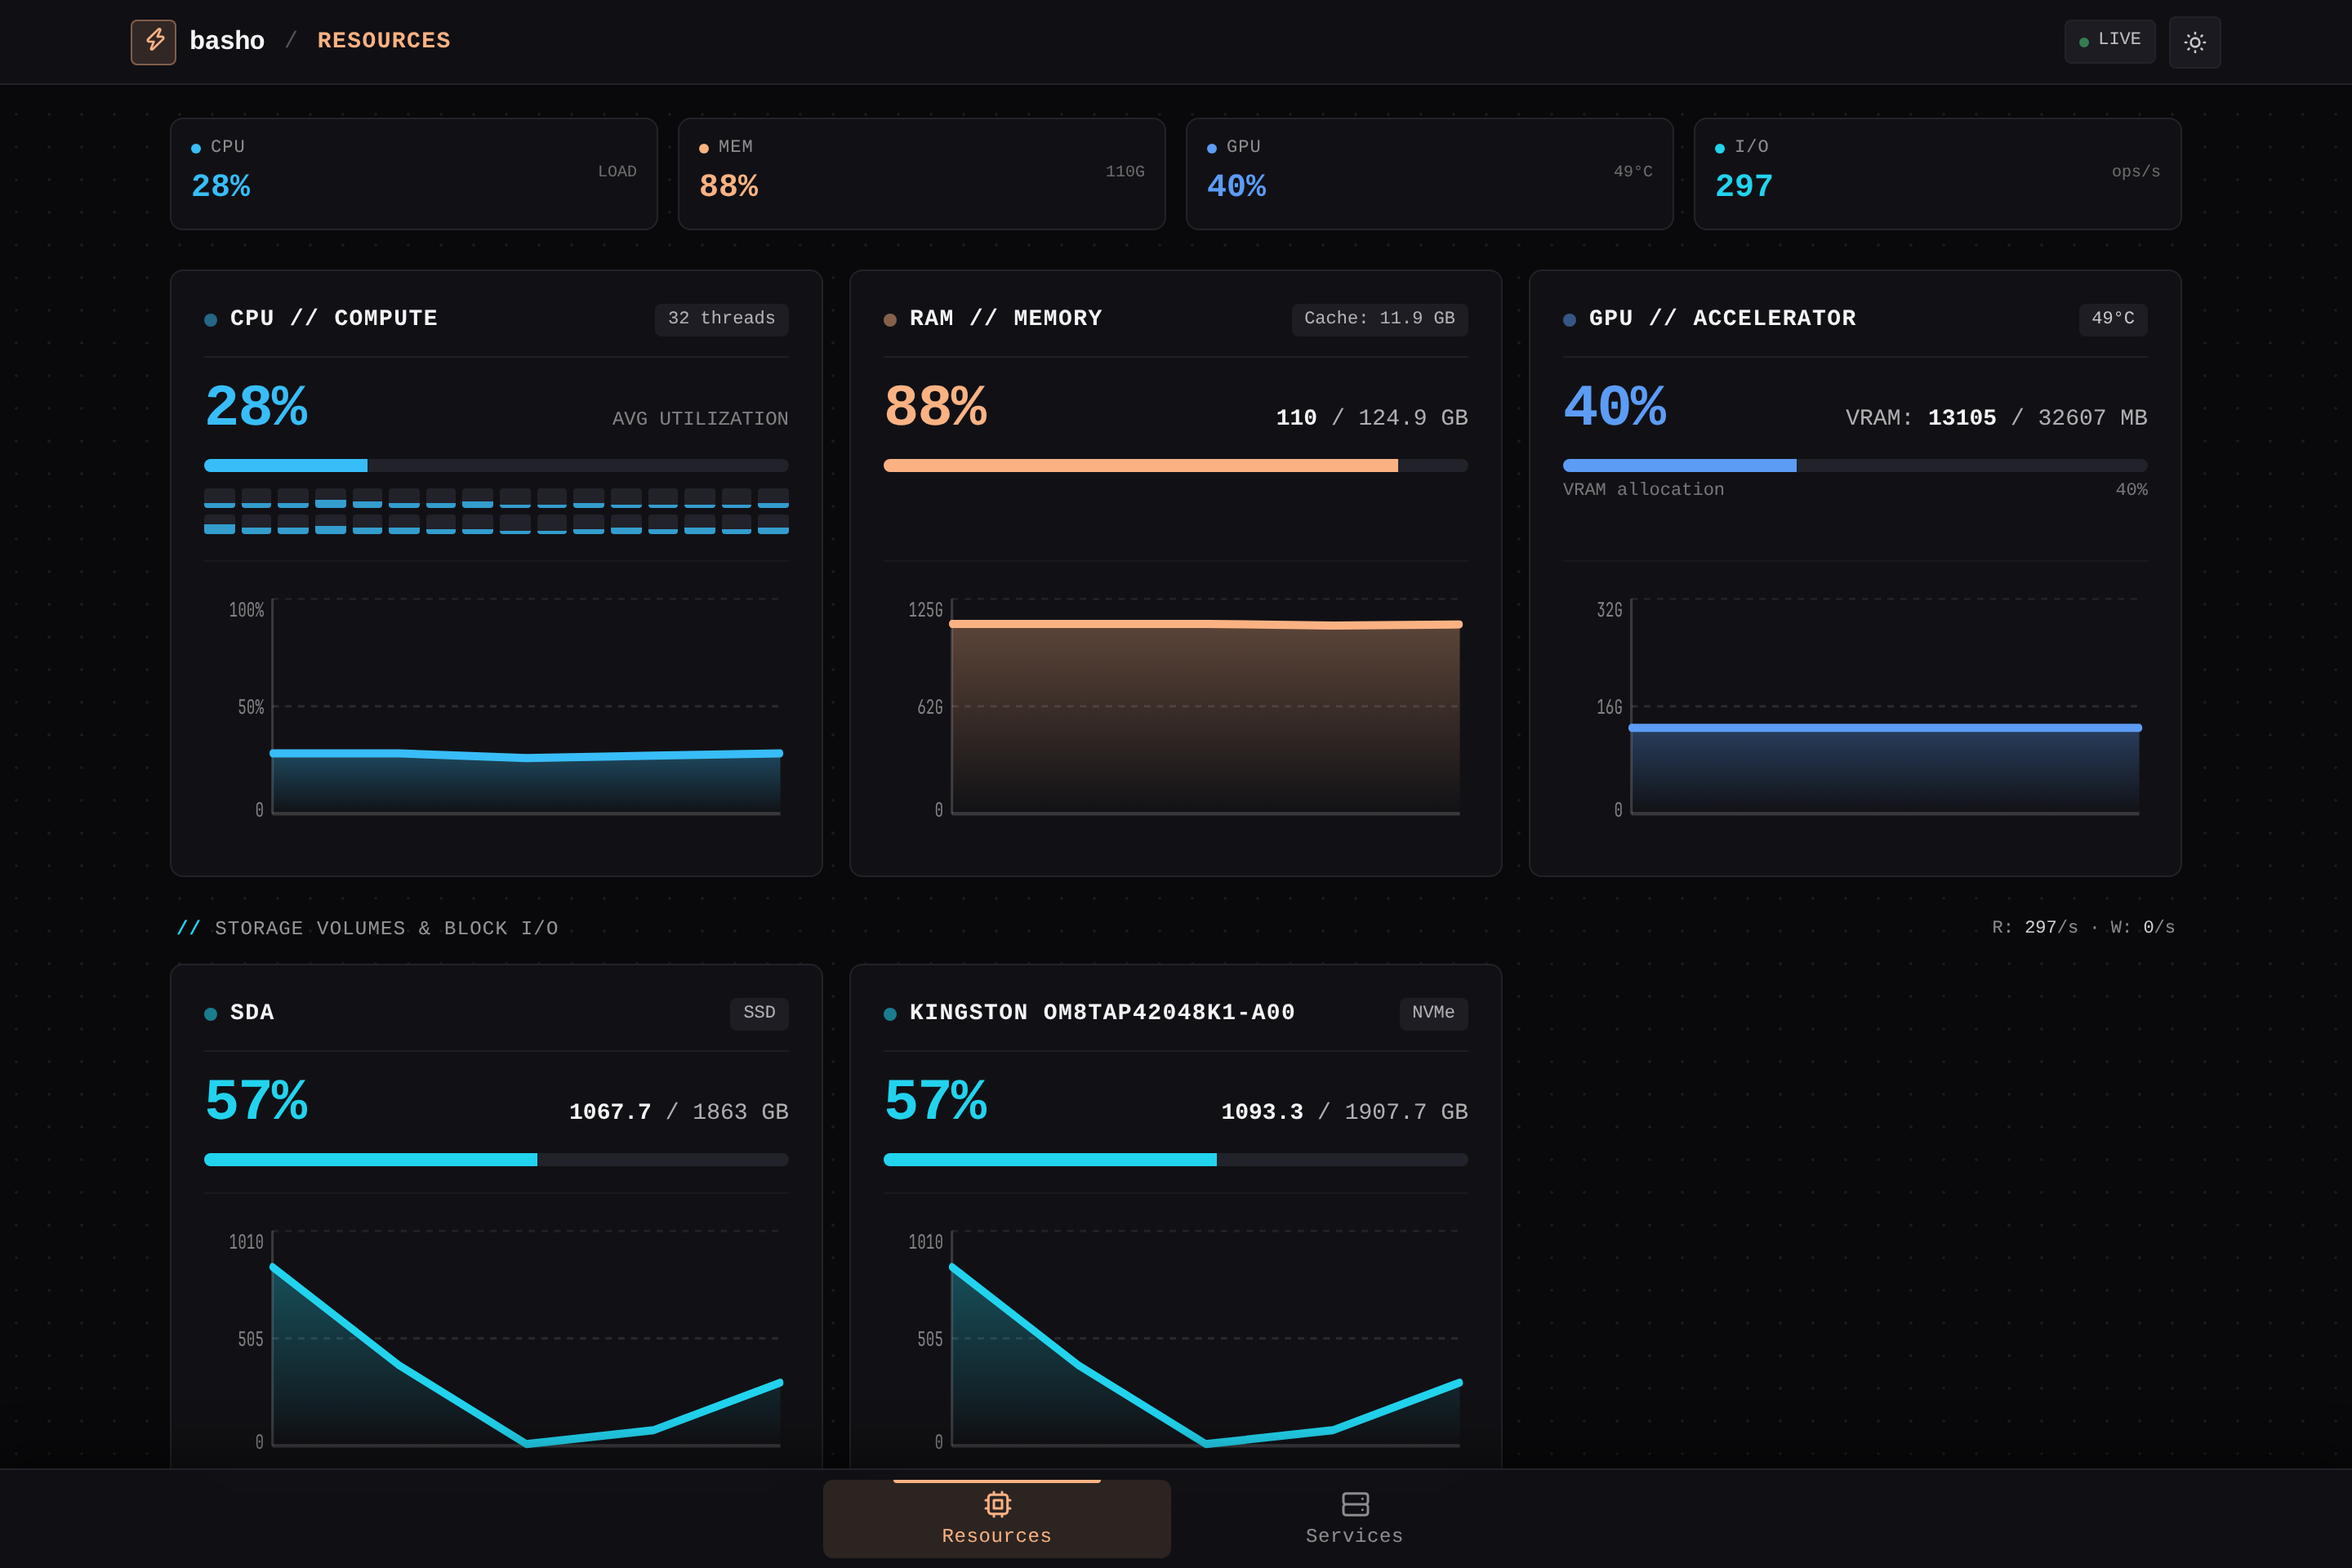 basho / RESOURCES
LIVE
CPU
28%
LOAD
MEM
88%
110G
GPU
40%
49°C
I/O
297
ops/s
CPU // COMPUTE
32 threads
28%
AVG UTILIZATION
100%
50%
0
RAM // MEMORY
Cache: 11.9 GB
88%
110 / 124.9 GB
125G
62G
0
GPU // ACCELERATOR
49°C
40%
VRAM: 13105 / 32607 MB
VRAM allocation
40%
32G
16G
0
// STORAGE VOLUMES & BLOCK I/O
R: 297/s · W: 0/s
SDA
SSD
57%
1067.7 / 1863 GB
1010
505
0
KINGSTON OM8TAP42048K1-A00
NVMe
57%
1093.3 / 1907.7 GB
1010
505
0
Resources
Services